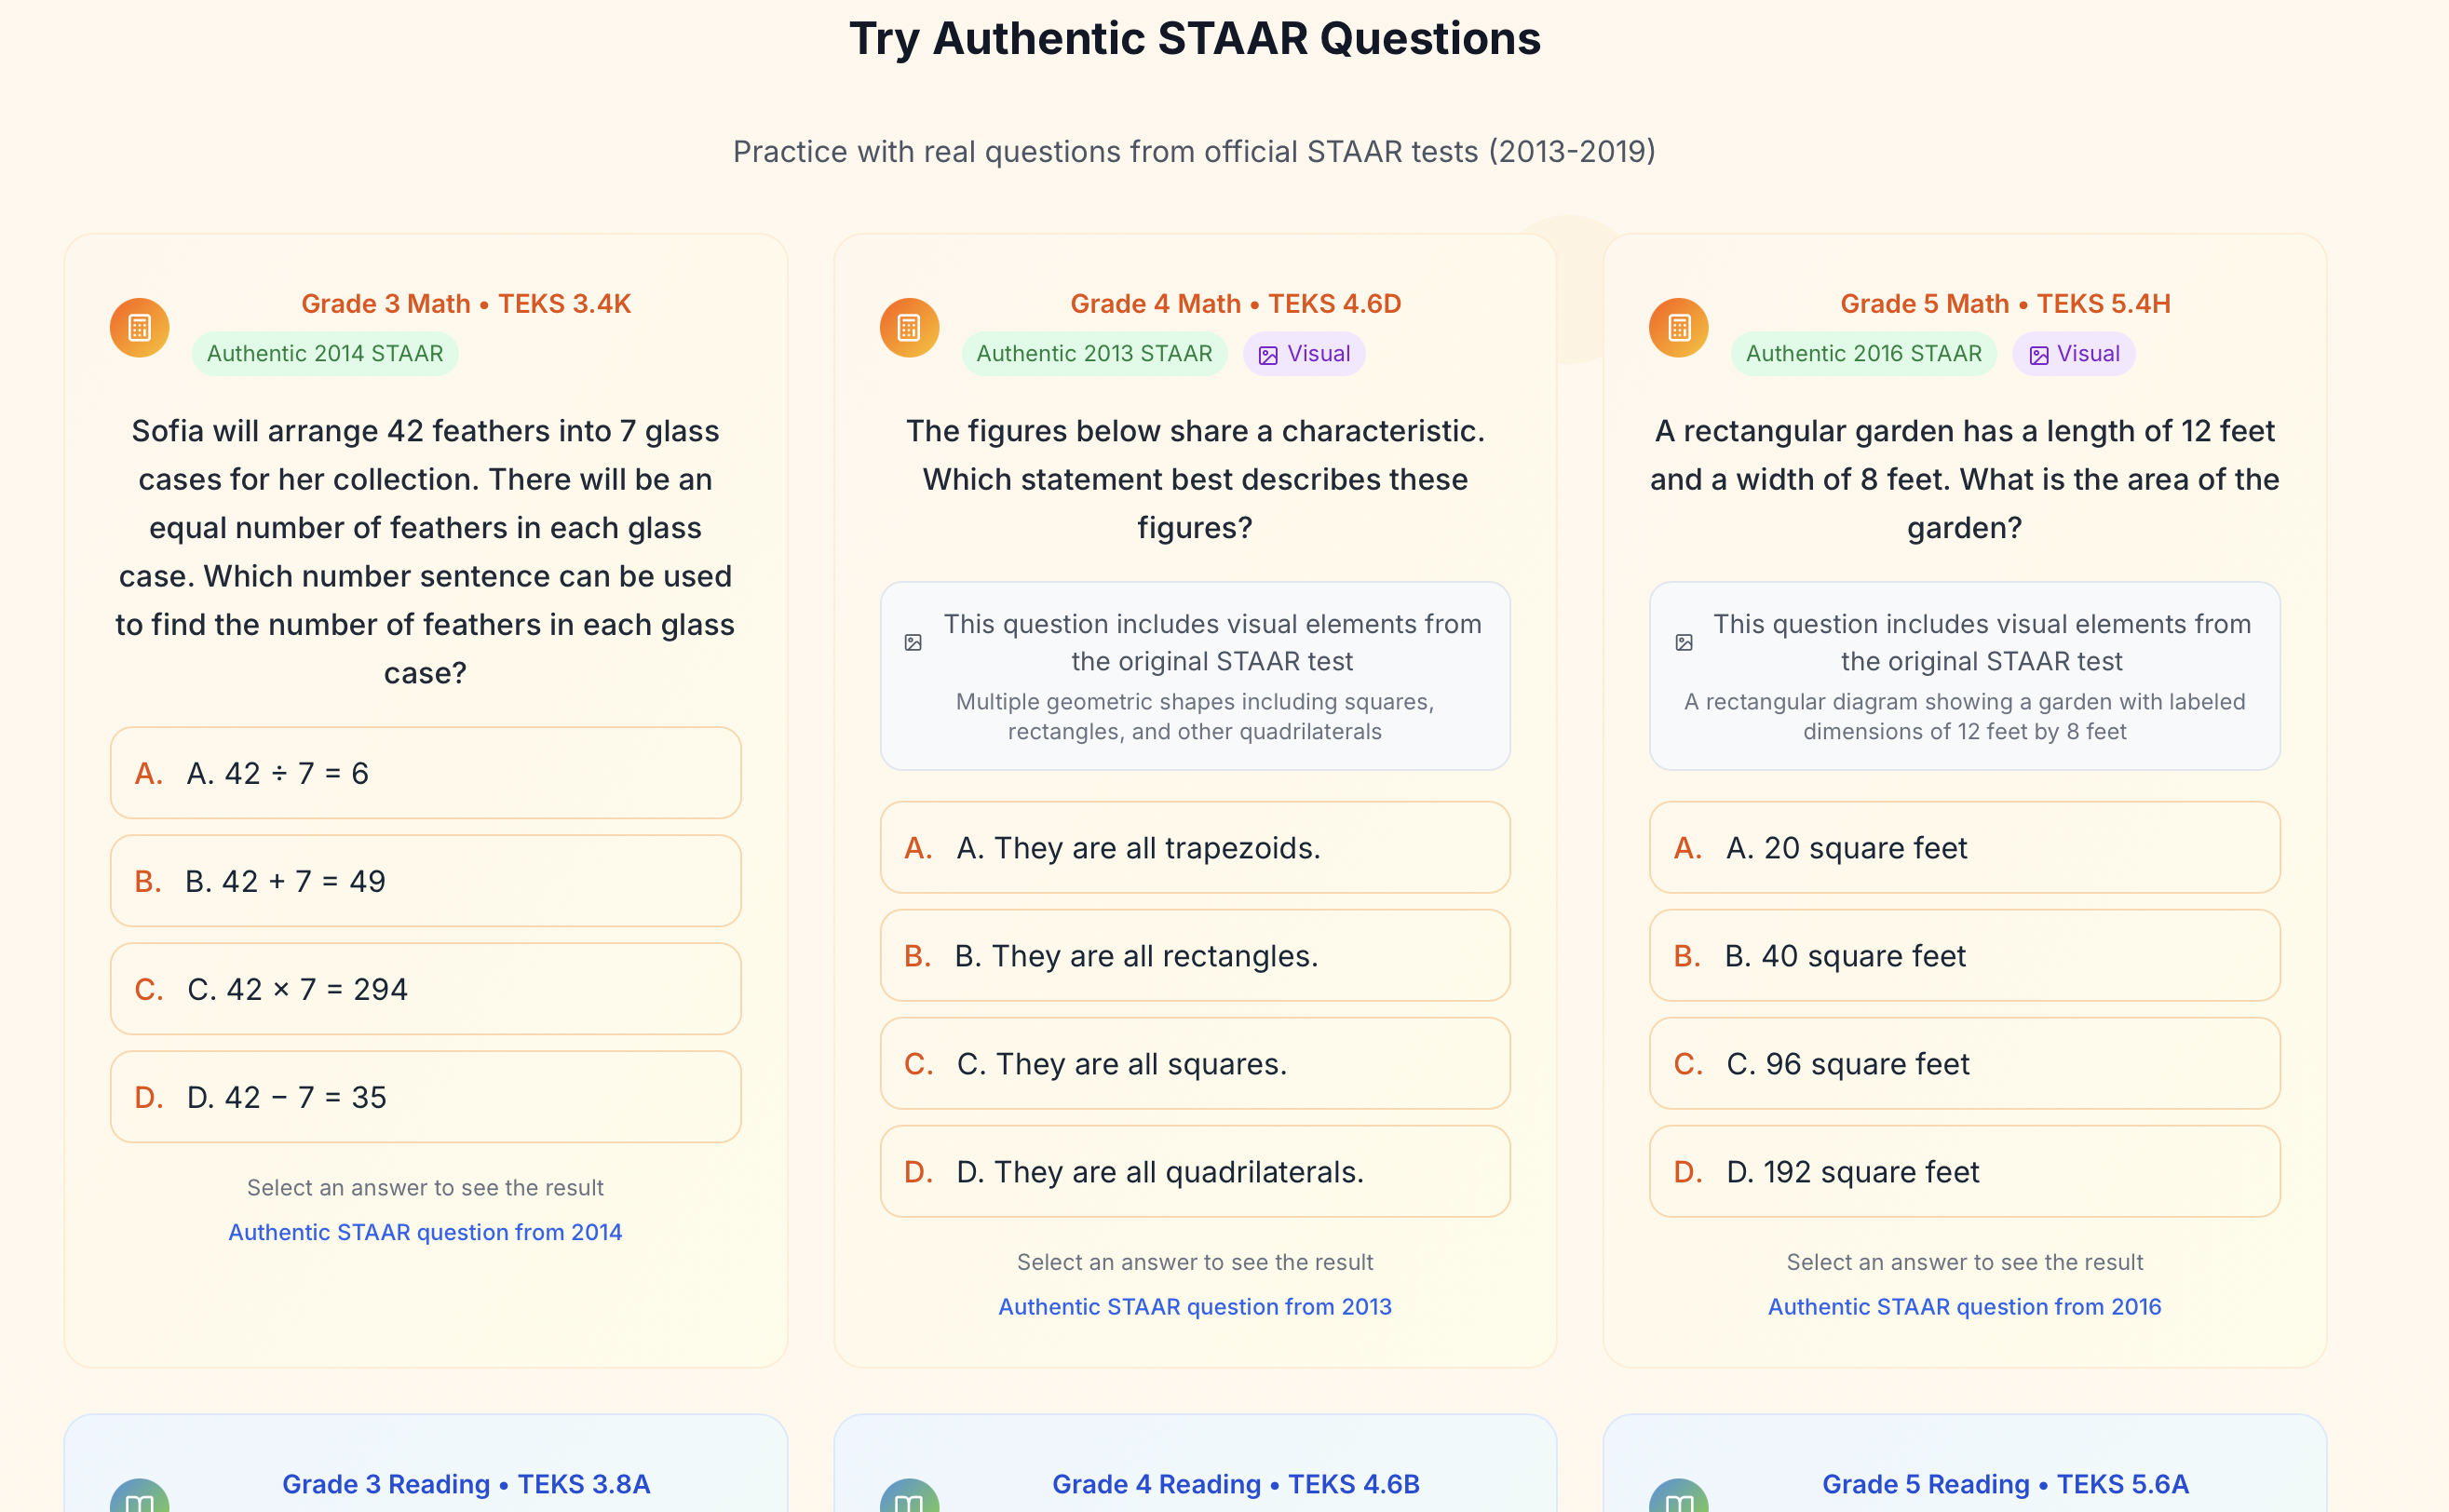 Try Authentic STAAR Questions
Practice with real questions from official STAAR tests (2013-2019)
Grade 3 Math • TEKS 3.4K
Authentic 2014 STAAR
Sofia will arrange 42 feathers into 7 glass
cases for her collection. There will be an
equal number of feathers in each glass
case. Which number sentence can be used
to find the number of feathers in each glass
case?
A. A. 42 ÷ 7 = 6
B. B. 42 + 7 = 49
C. C. 42 × 7 = 294
D. D. 42 − 7 = 35
Select an answer to see the result
Authentic STAAR question from 2014
Grade 4 Math • TEKS 4.6D
Authentic 2013 STAAR Visual
The figures below share a characteristic.
Which statement best describes these
figures?
This question includes visual elements from
the original STAAR test
Multiple geometric shapes including squares,
rectangles, and other quadrilaterals
A. A. They are all trapezoids.
B. B. They are all rectangles.
C. C. They are all squares.
D. D. They are all quadrilaterals.
Select an answer to see the result
Authentic STAAR question from 2013
Grade 5 Math • TEKS 5.4H
Authentic 2016 STAAR Visual
A rectangular garden has a length of 12 feet
and a width of 8 feet. What is the area of the
garden?
This question includes visual elements from
the original STAAR test
A rectangular diagram showing a garden with labeled
dimensions of 12 feet by 8 feet
A. A. 20 square feet
B. B. 40 square feet
C. C. 96 square feet
D. D. 192 square feet
Select an answer to see the result
Authentic STAAR question from 2016
Grade 3 Reading • TEKS 3.8A
Grade 4 Reading • TEKS 4.6B
Grade 5 Reading • TEKS 5.6A